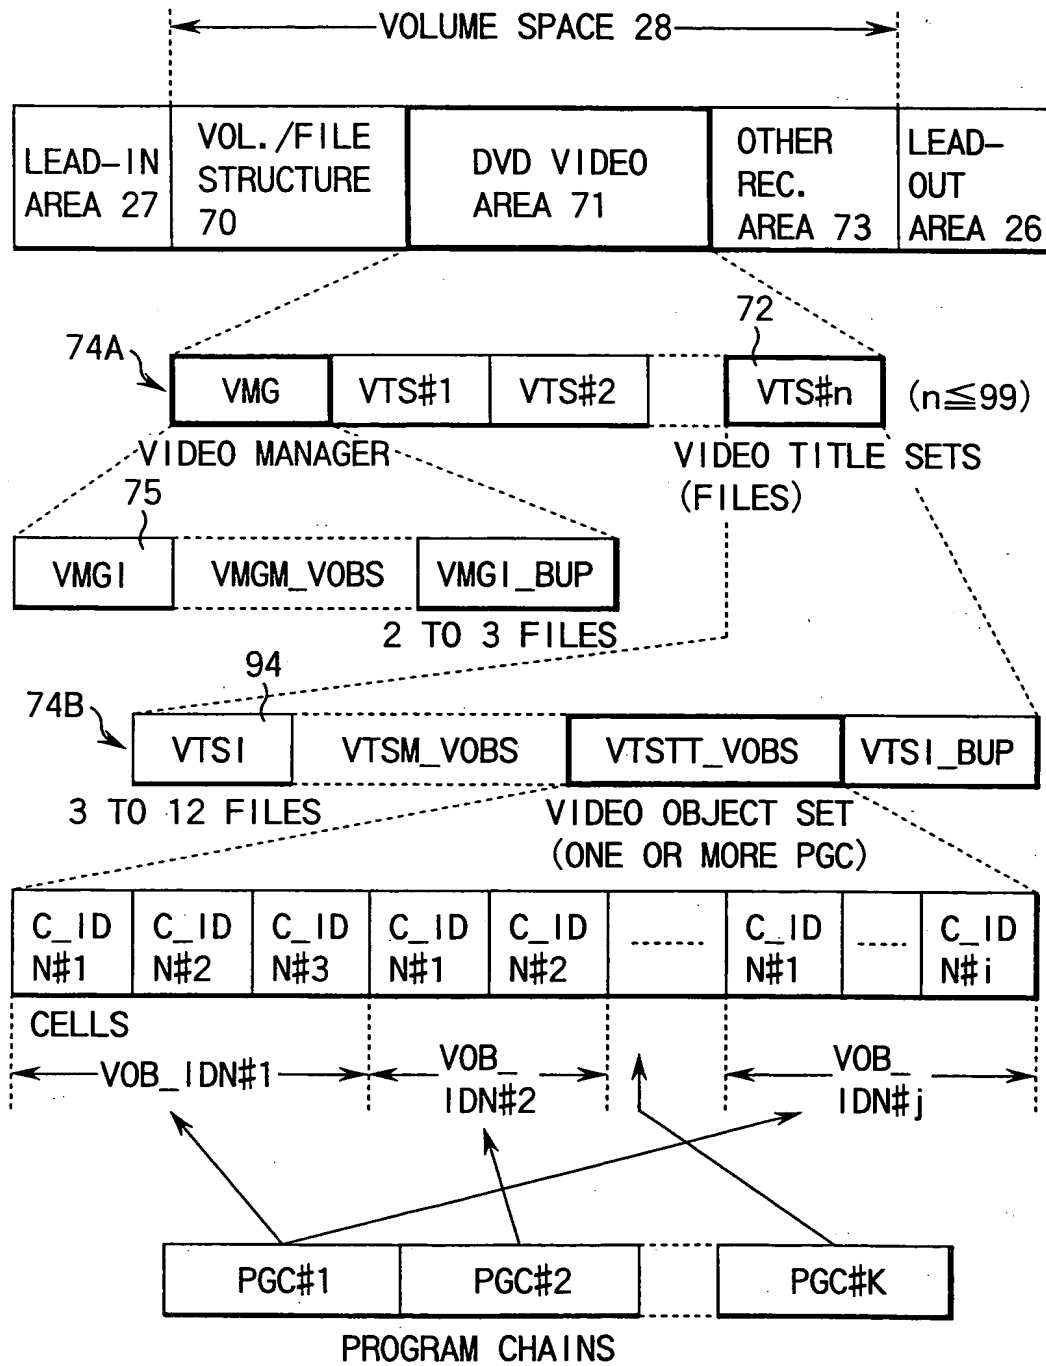 VOLUME SPACE 28
LEAD-IN
AREA 27
VOL./FILE
STRUCTURE
70
DVD VIDEO
AREA 71
OTHER
REC.
AREA 73
LEAD-
OUT
AREA 26
74A
72
VMG
VTS#1
VTS#2
VTS#n
(n≦99)
VIDEO MANAGER
VIDEO TITLE SETS
(FILES)
75
VMGI
VMGM_VOBS
VMGI_BUP
2 TO 3 FILES
94
74B
VTSI
VTSM_VOBS
VTSTT_VOBS
VTSI_BUP
3 TO 12 FILES
VIDEO OBJECT SET
(ONE OR MORE PGC)
C_ID
N#1
C_ID
N#2
C_ID
N#3
C_ID
N#1
C_ID
N#2
C_ID
N#1
C_ID
N#i
CELLS
VOB_IDN#1
VOB_
IDN#2
VOB_
IDN#j
PGC#1
PGC#2
PGC#K
PROGRAM CHAINS